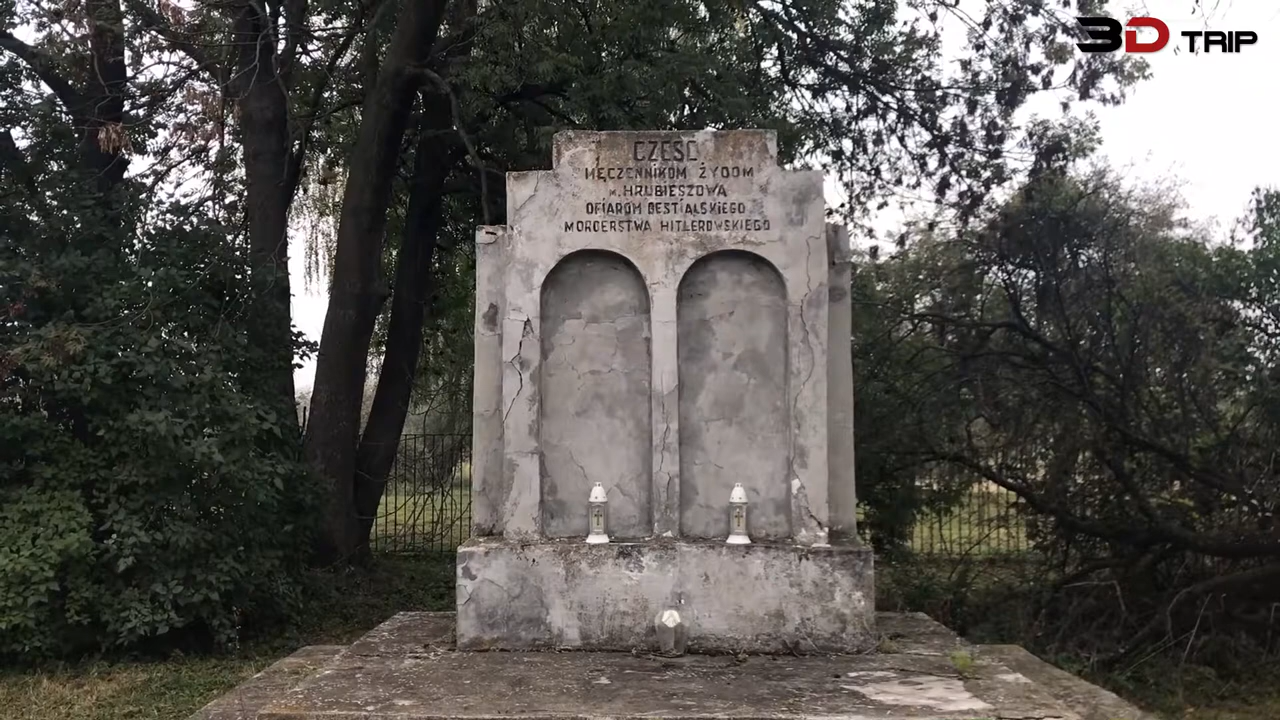 CZEŚĆ
MĘCZENNIKOM ŻYDOM
M. HRUBIESZOWA
OFIAROM BESTIALSKIEGO
MORDERSTWA HITLEROWSKIEGO
3D TRIP